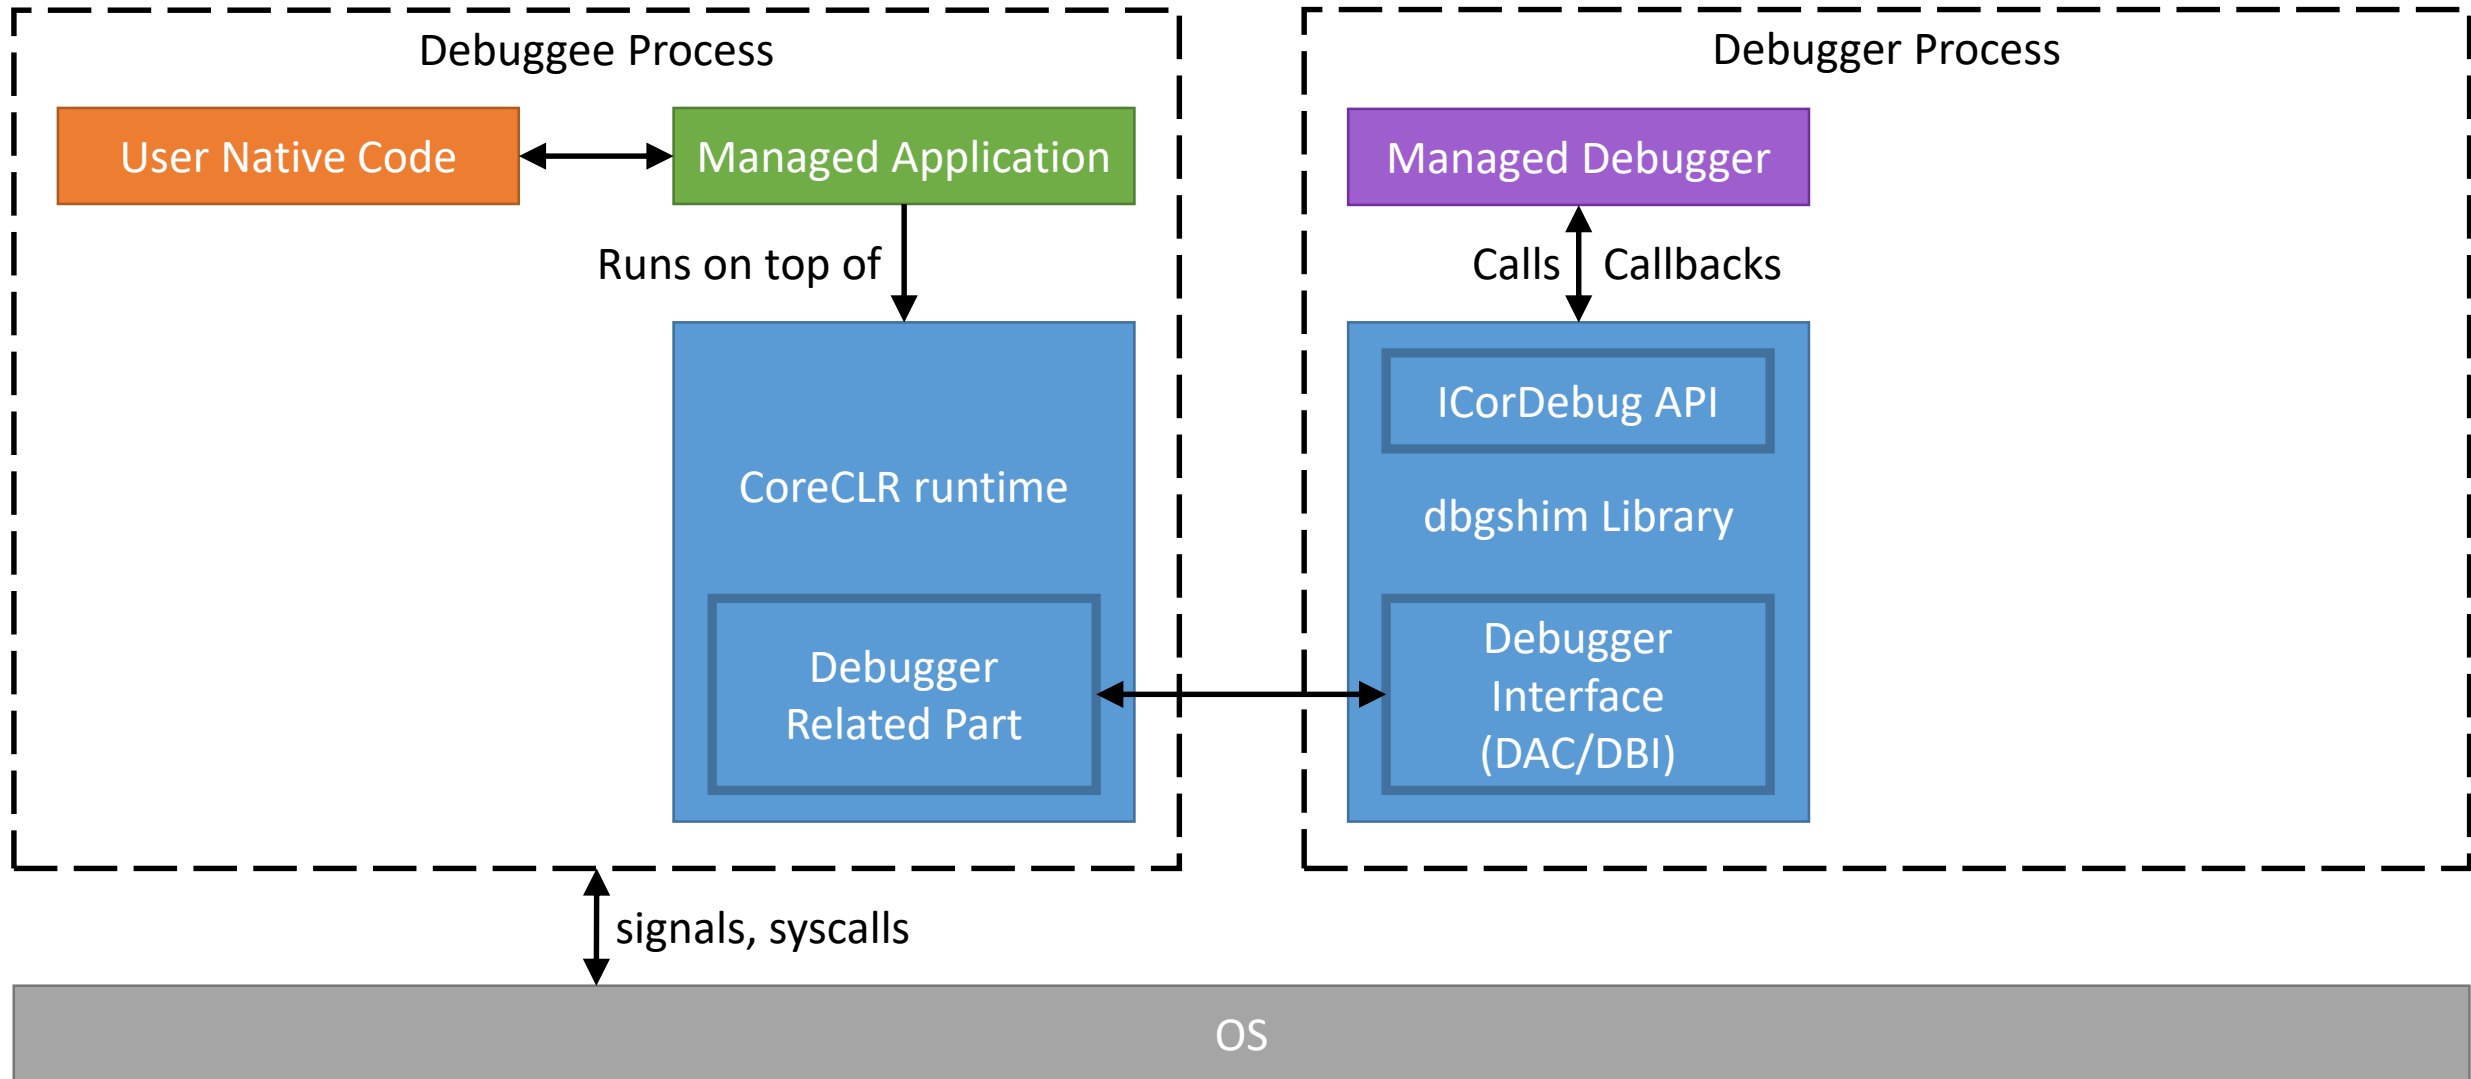 Debuggee Process
User Native Code
Managed Application
Runs on top of
CoreCLR runtime
Debugger
Related Part
Debugger Process
Managed Debugger
Calls
Callbacks
ICorDebug API
dbgshim Library
Debugger
Interface
(DAC/DBI)
signals, syscalls
OS